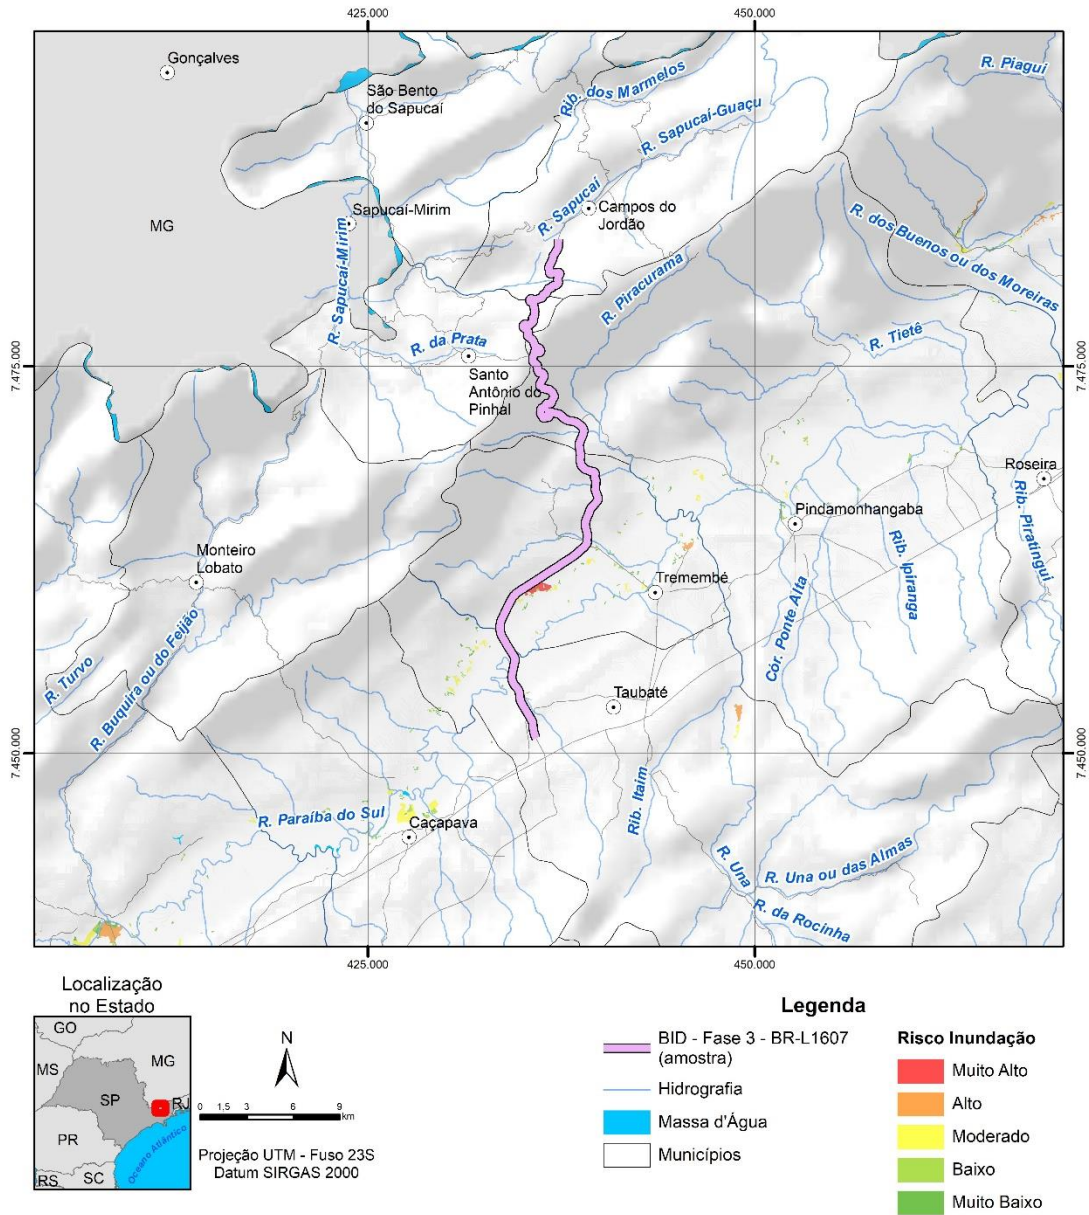 425.000
450.000
Gonçalves
São Bento
do Sapucaí
Rib. dos Marmelos
R. Sapucaí-Guaçu
R. Piaguí
MG
Sapucaí-Mirim
R. Sapucaí
Campos do
Jordão
R. dos Buenos ou dos Moreiras
R. Sapucaí-Mirim
R. Piracurama
R. Tietê
R. da Prata
7.475.000
7.475.000
Santo
Antônio do
Pinhal
Roseira
Pindamonhangaba
Rib. Piratingui
Monteiro
Lobato
Tremembé
Rib. Ipiranga
Cór. Ponte Alta
R. Turvo
R. Buquira ou do Feijão
Taubaté
7.450.000
7.450.000
R. Paraíba do Sul
Caçapava
Rib. Itaim
R. Una
R. Una ou das Almas
R. da Rocinha
425.000
450.000
Localização
no Estado
GO
MS
MG
SP
RJ
PR
SC
RS
Oceano Atlântico
N
0 1,5 3 6 9
km
Projeção UTM - Fuso 23S
Datum SIRGAS 2000
Legenda
BID - Fase 3 - BR-L1607
(amostra)
Hidrografia
Massa d'Água
Municípios
Risco Inundação
Muito Alto
Alto
Moderado
Baixo
Muito Baixo